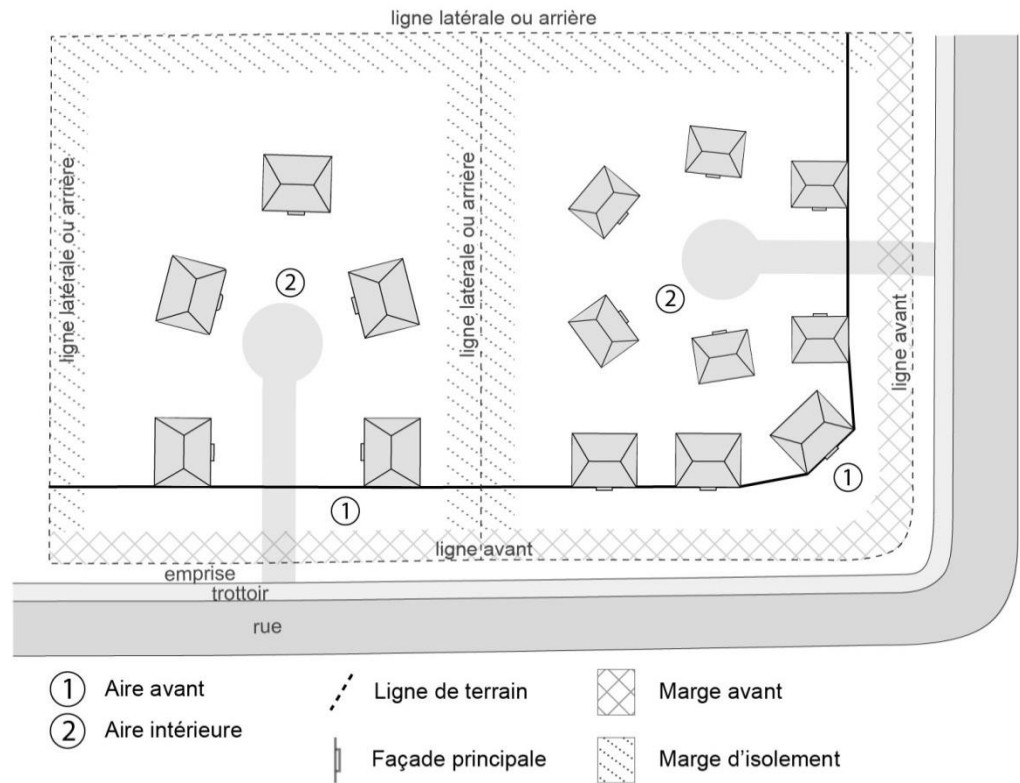 ligne latérale ou arrière
ligne latérale ou arrière
ligne latérale ou arrière
2
2
ligne avant
1
1
ligne avant
emprise
trottoir
rue
1 Aire avant
Ligne de terrain
Marge avant
2 Aire intérieure
Façade principale
Marge d'isolement